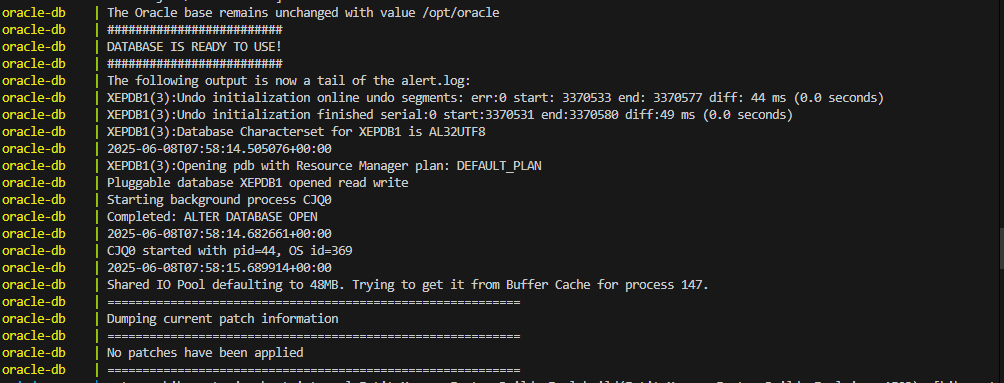 oracle-db | The Oracle base remains unchanged with value /opt/oracle
oracle-db | #########################
oracle-db | DATABASE IS READY TO USE!
oracle-db | #########################
oracle-db | The following output is now a tail of the alert.log:
oracle-db | XEPDB1(3):Undo initialization online undo segments: err:0 start: 3370533 end: 3370577 diff: 44 ms (0.0 seconds)
oracle-db | XEPDB1(3):Undo initialization finished serial:0 start:3370531 end:3370580 diff:49 ms (0.0 seconds)
oracle-db | XEPDB1(3):Database Characterset for XEPDB1 is AL32UTF8
oracle-db | 2025-06-08T07:58:14.505076+00:00
oracle-db | XEPDB1(3):Opening pdb with Resource Manager plan: DEFAULT_PLAN
oracle-db | Pluggable database XEPDB1 opened read write
oracle-db | Starting background process CJQ0
oracle-db | Completed: ALTER DATABASE OPEN
oracle-db | 2025-06-08T07:58:14.682661+00:00
oracle-db | CJQ0 started with pid=44, OS id=369
oracle-db | 2025-06-08T07:58:15.689914+00:00
oracle-db | Shared IO Pool defaulting to 48MB. Trying to get it from Buffer Cache for process 147.
oracle-db | ===========================================================
oracle-db | Dumping current patch information
oracle-db | ===========================================================
oracle-db | No patches have been applied
oracle-db | ===========================================================